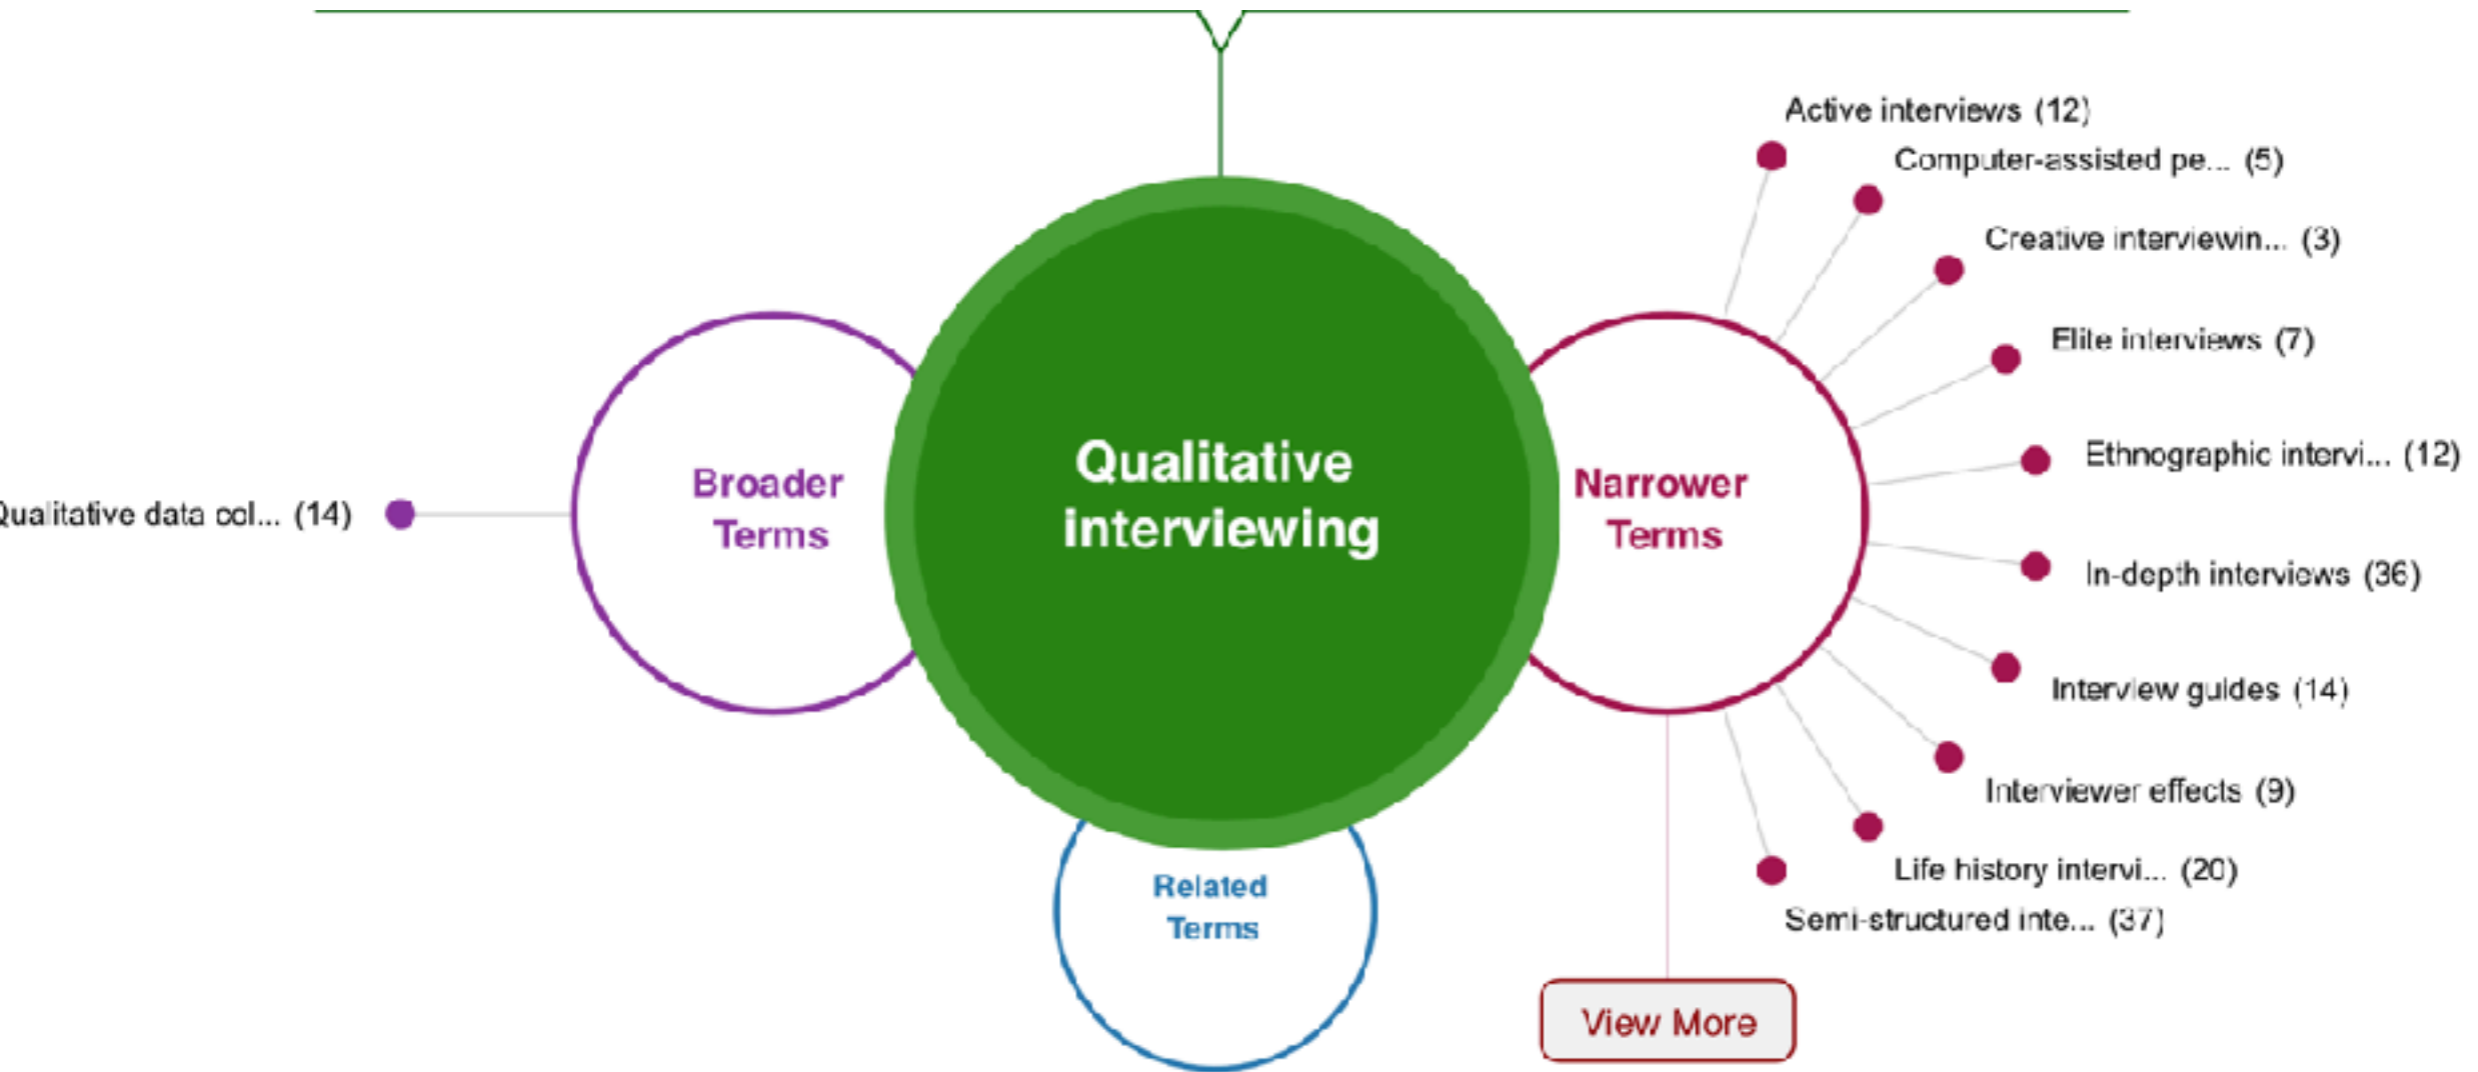 Qualitative data col... (14)
Broader
Terms
Qualitative
interviewing
Narrower
Terms
Related
Terms
Active interviews (12)
Computer-assisted pe... (5)
Creative interviewin... (3)
Elite interviews (7)
Ethnographic intervi... (12)
In-depth interviews (36)
Interview guides (14)
Interviewer effects (9)
Life history intervi... (20)
Semi-structured inte... (37)
View More